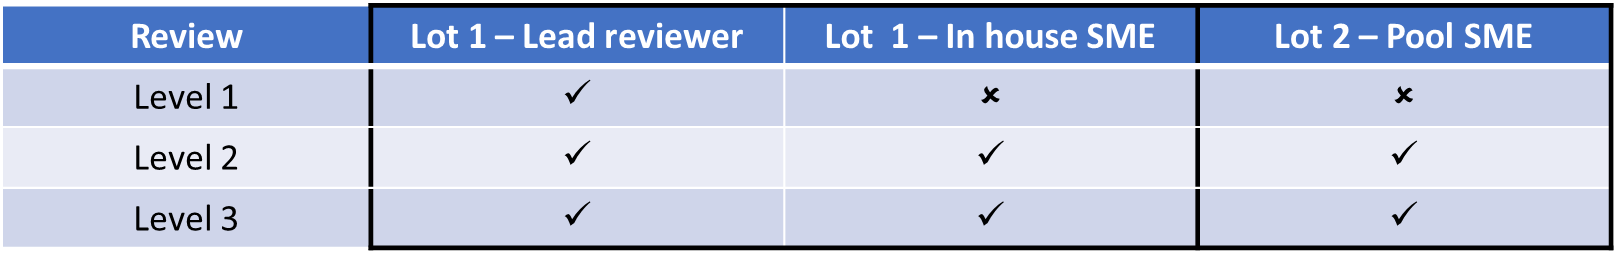 Review Lot 1 – Lead reviewer Lot 1 – In house SME Lot 2 – Pool SME
Level 1 ✓ ✘ ✘
Level 2 ✓ ✓ ✓
Level 3 ✓ ✓ ✓